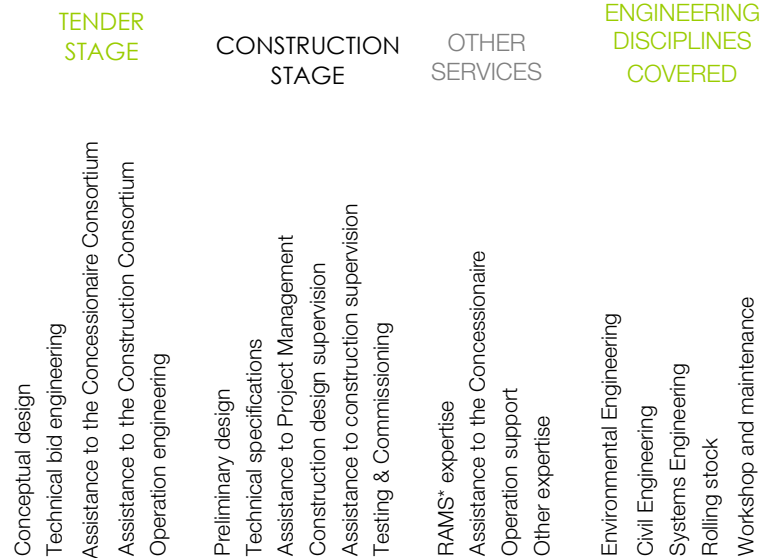 TENDER
STAGE
CONSTRUCTION
STAGE
OTHER
SERVICES
ENGINEERING
DISCIPLINES
COVERED
Conceptual design
Technical bid engineering
Assistance to the Concessionaire Consortium
Assistance to the Construction Consortium
Operation engineering
Preliminary design
Technical specifications
Assistance to Project Management
Construction design supervision
Assistance to construction supervision
Testing & Commissioning
RAMS* expertise
Assistance to the Concessionaire
Operation support
Other expertise
Environmental Engineering
Civil Engineering
Systems Engineering
Rolling stock
Workshop and maintenance